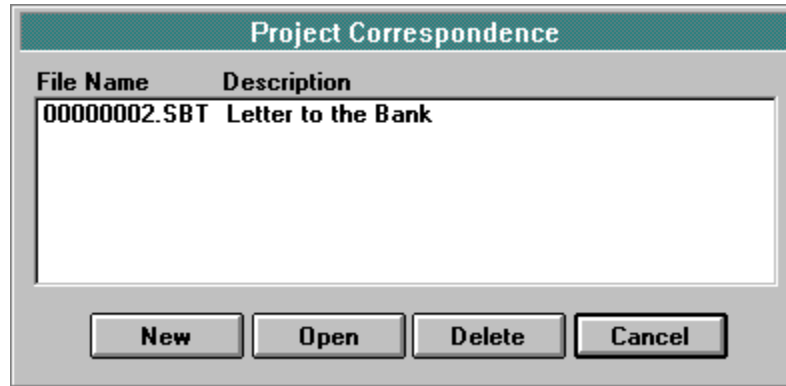 Project Correspondence
File Name Description
00000002.SBT Letter to the Bank
New Open Delete Cancel